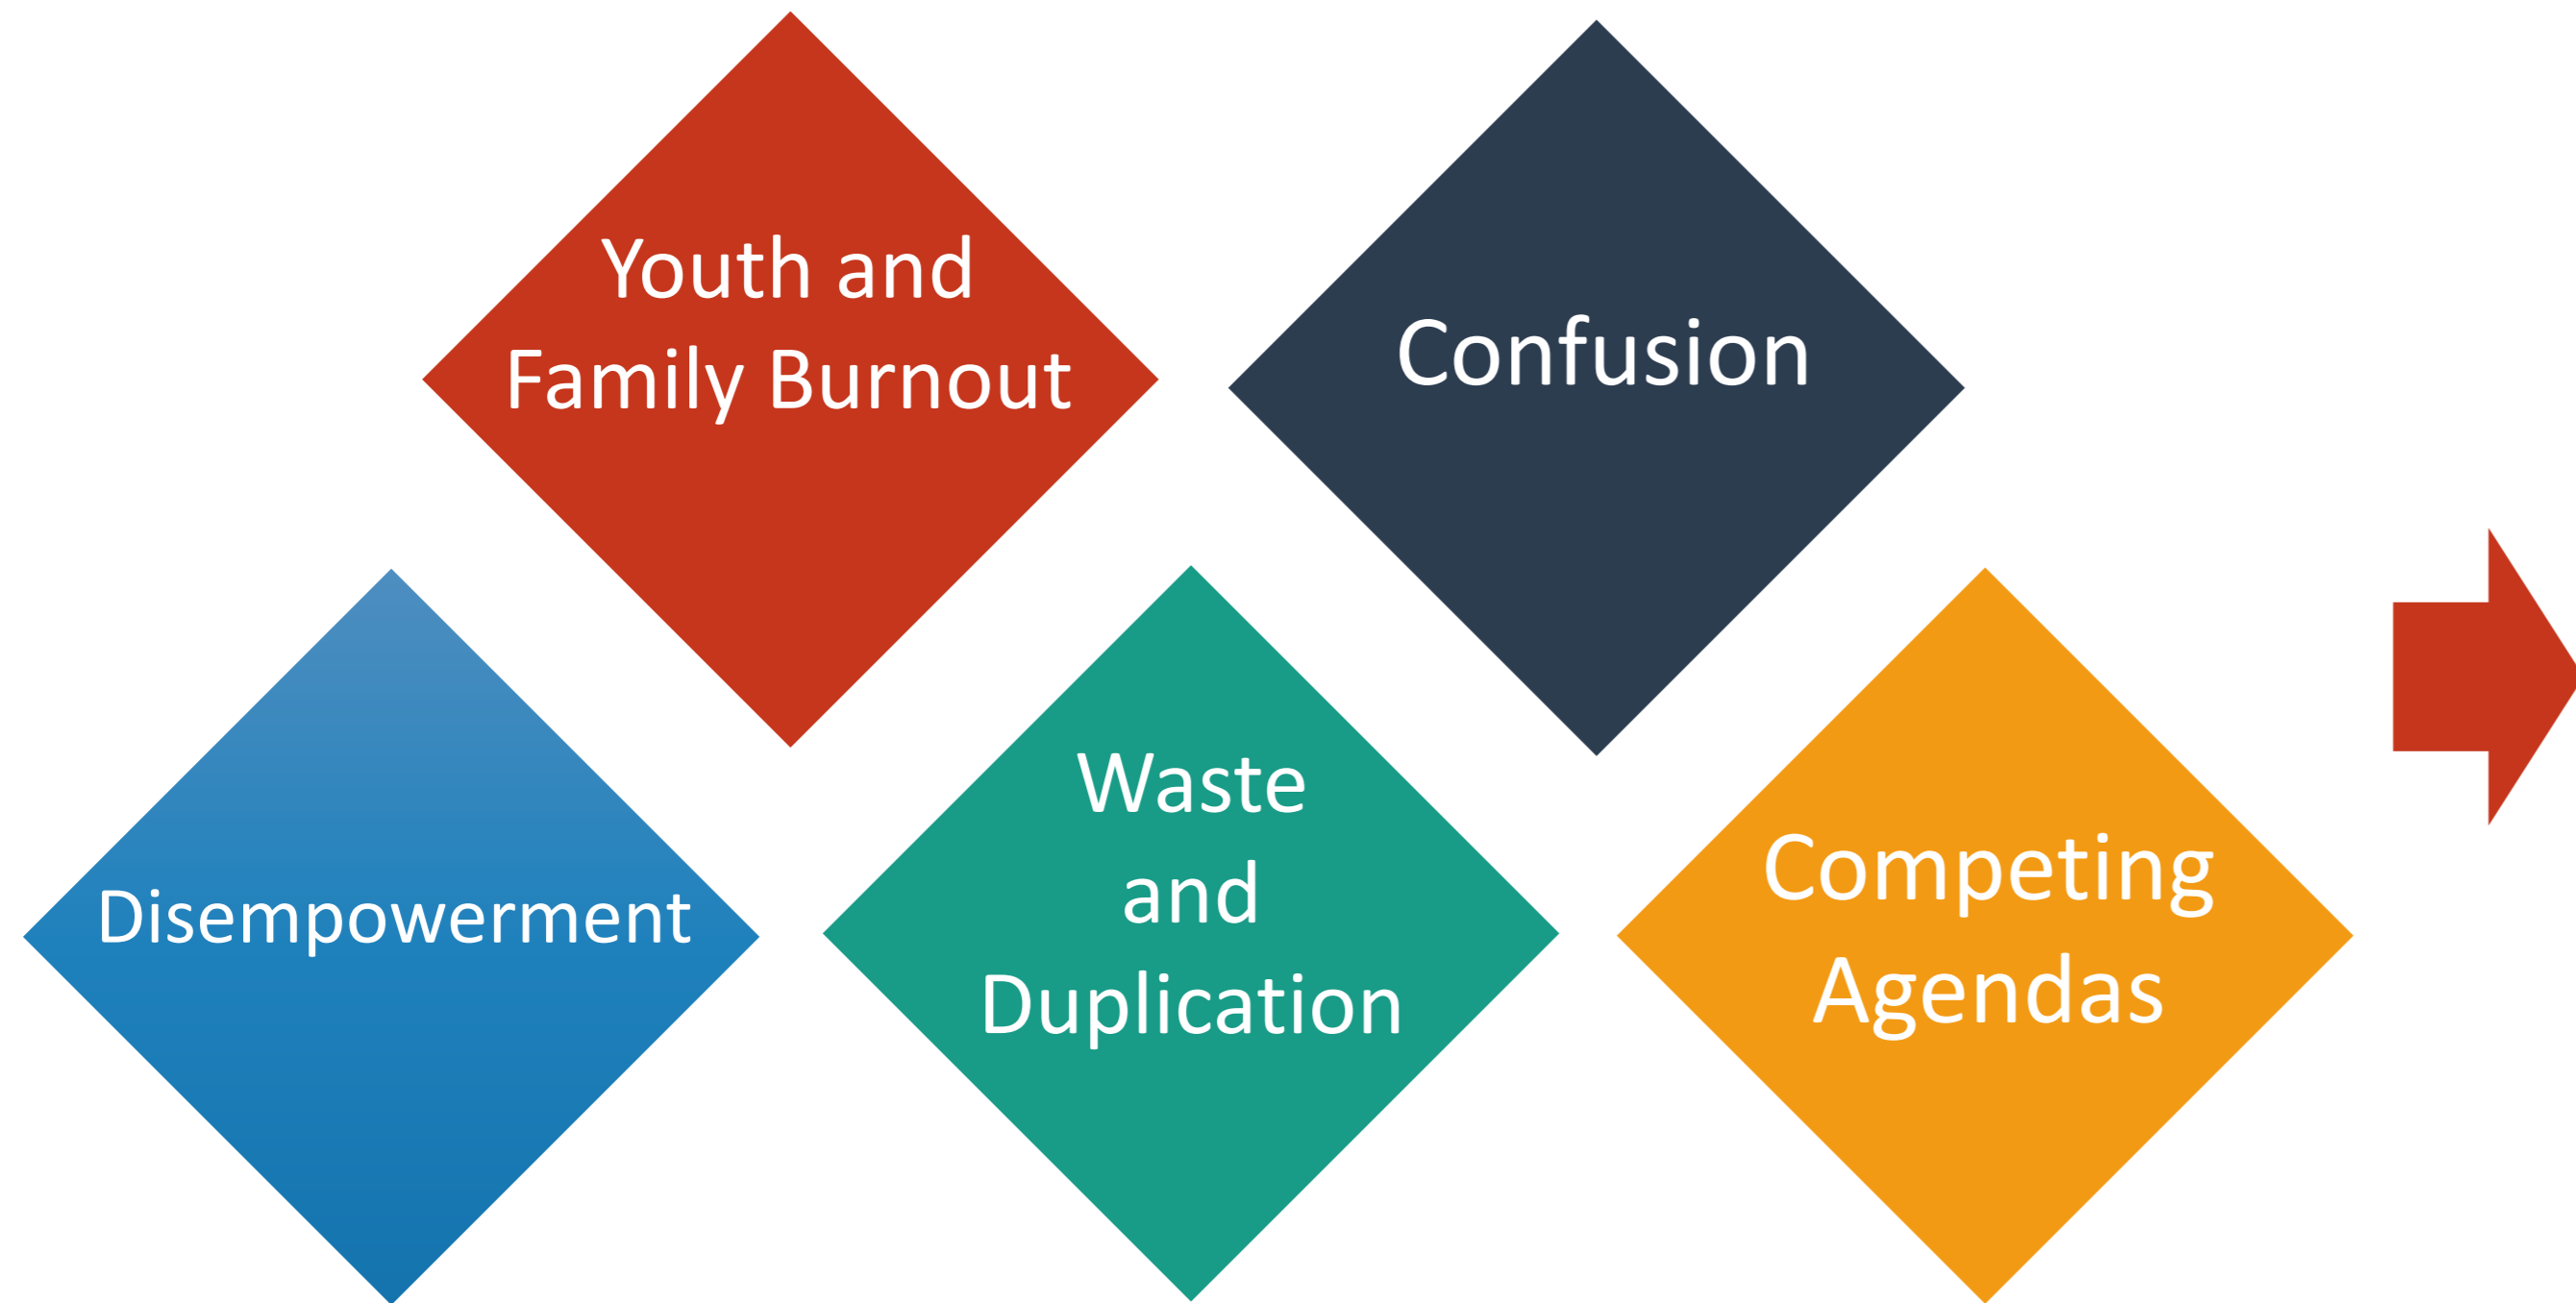 Youth and
Family Burnout
Confusion
Disempowerment
Waste
and
Duplication
Competing
Agendas